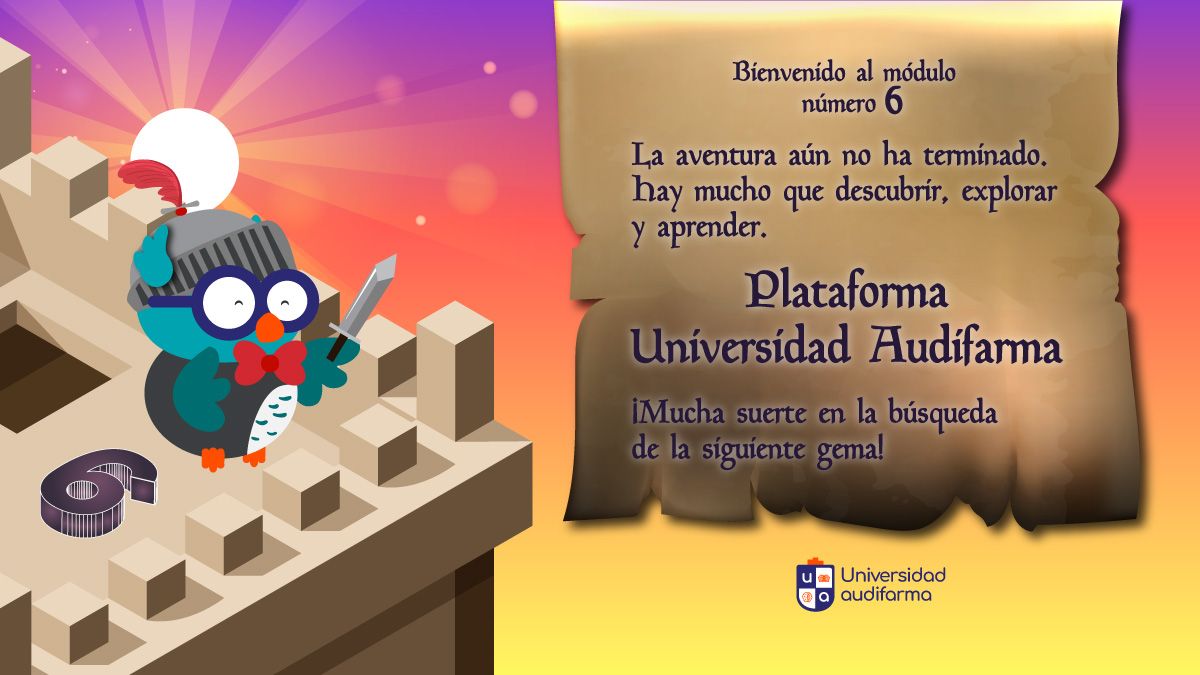 Bienvenido al módulo
número 6
La aventura aún no ha terminado.
Hay mucho que descubrir, explorar
y aprender.
Plataforma
Universidad Audifarma
¡Mucha suerte en la búsqueda
de la siguiente gema!
6
u
a
Universidad
audifarma